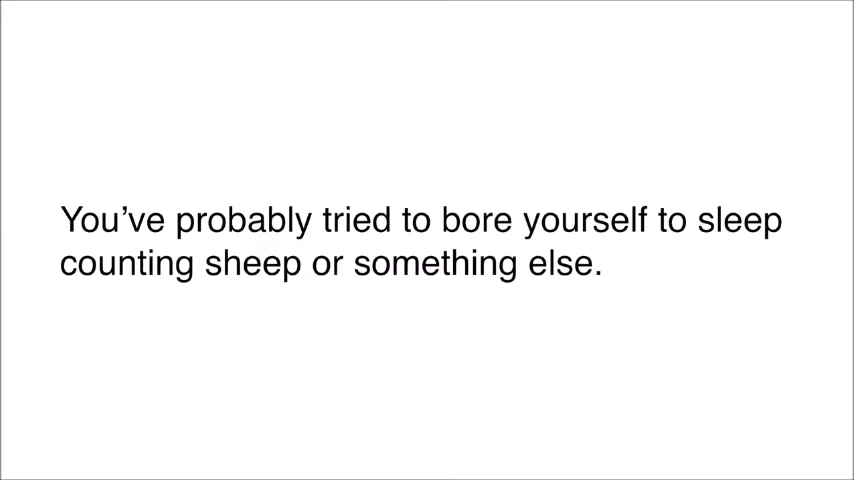 You’ve probably tried to bore yourself to sleep
counting sheep or something else.